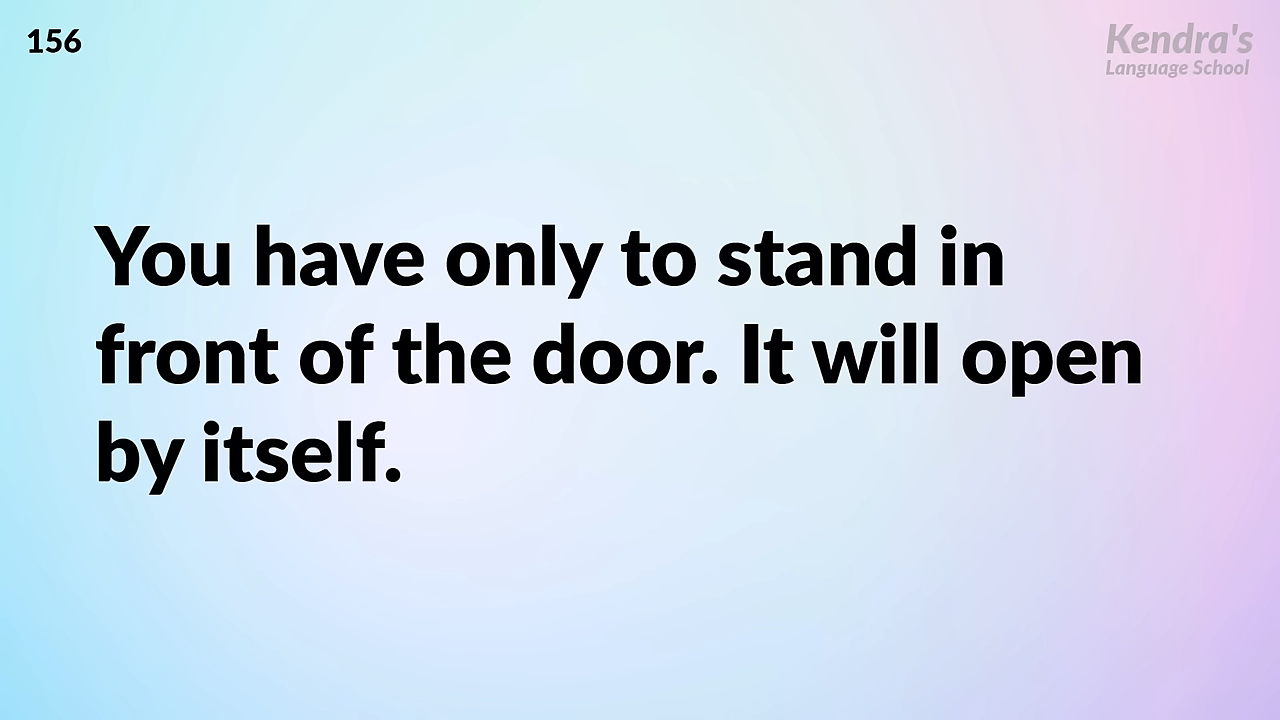 156
Kendra's
Language School
You have only to stand in
front of the door. It will open
by itself.